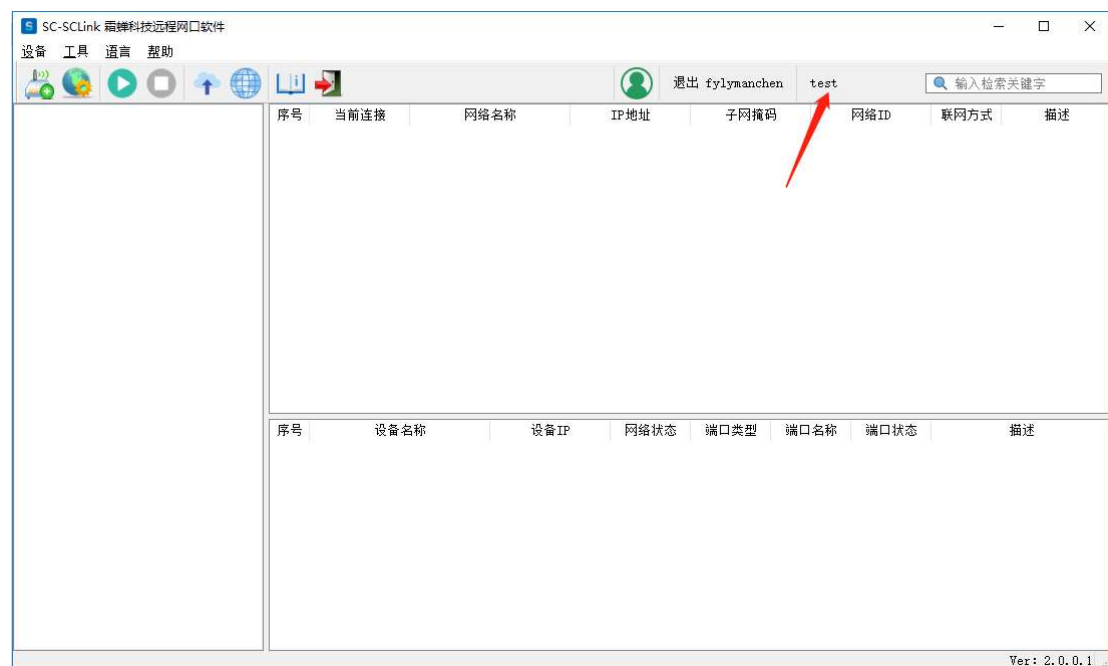 SC-SCLink 霜蝉科技远程网口软件
设备 工具 语言 帮助
退出 fylymanchen test 输入检索关键字
序号 当前连接 网络名称 IP地址 子网掩码 网络ID 联网方式 描述
序号 设备名称 设备IP 网络状态 端口类型 端口名称 端口状态 描述
Ver: 2.0.0.1